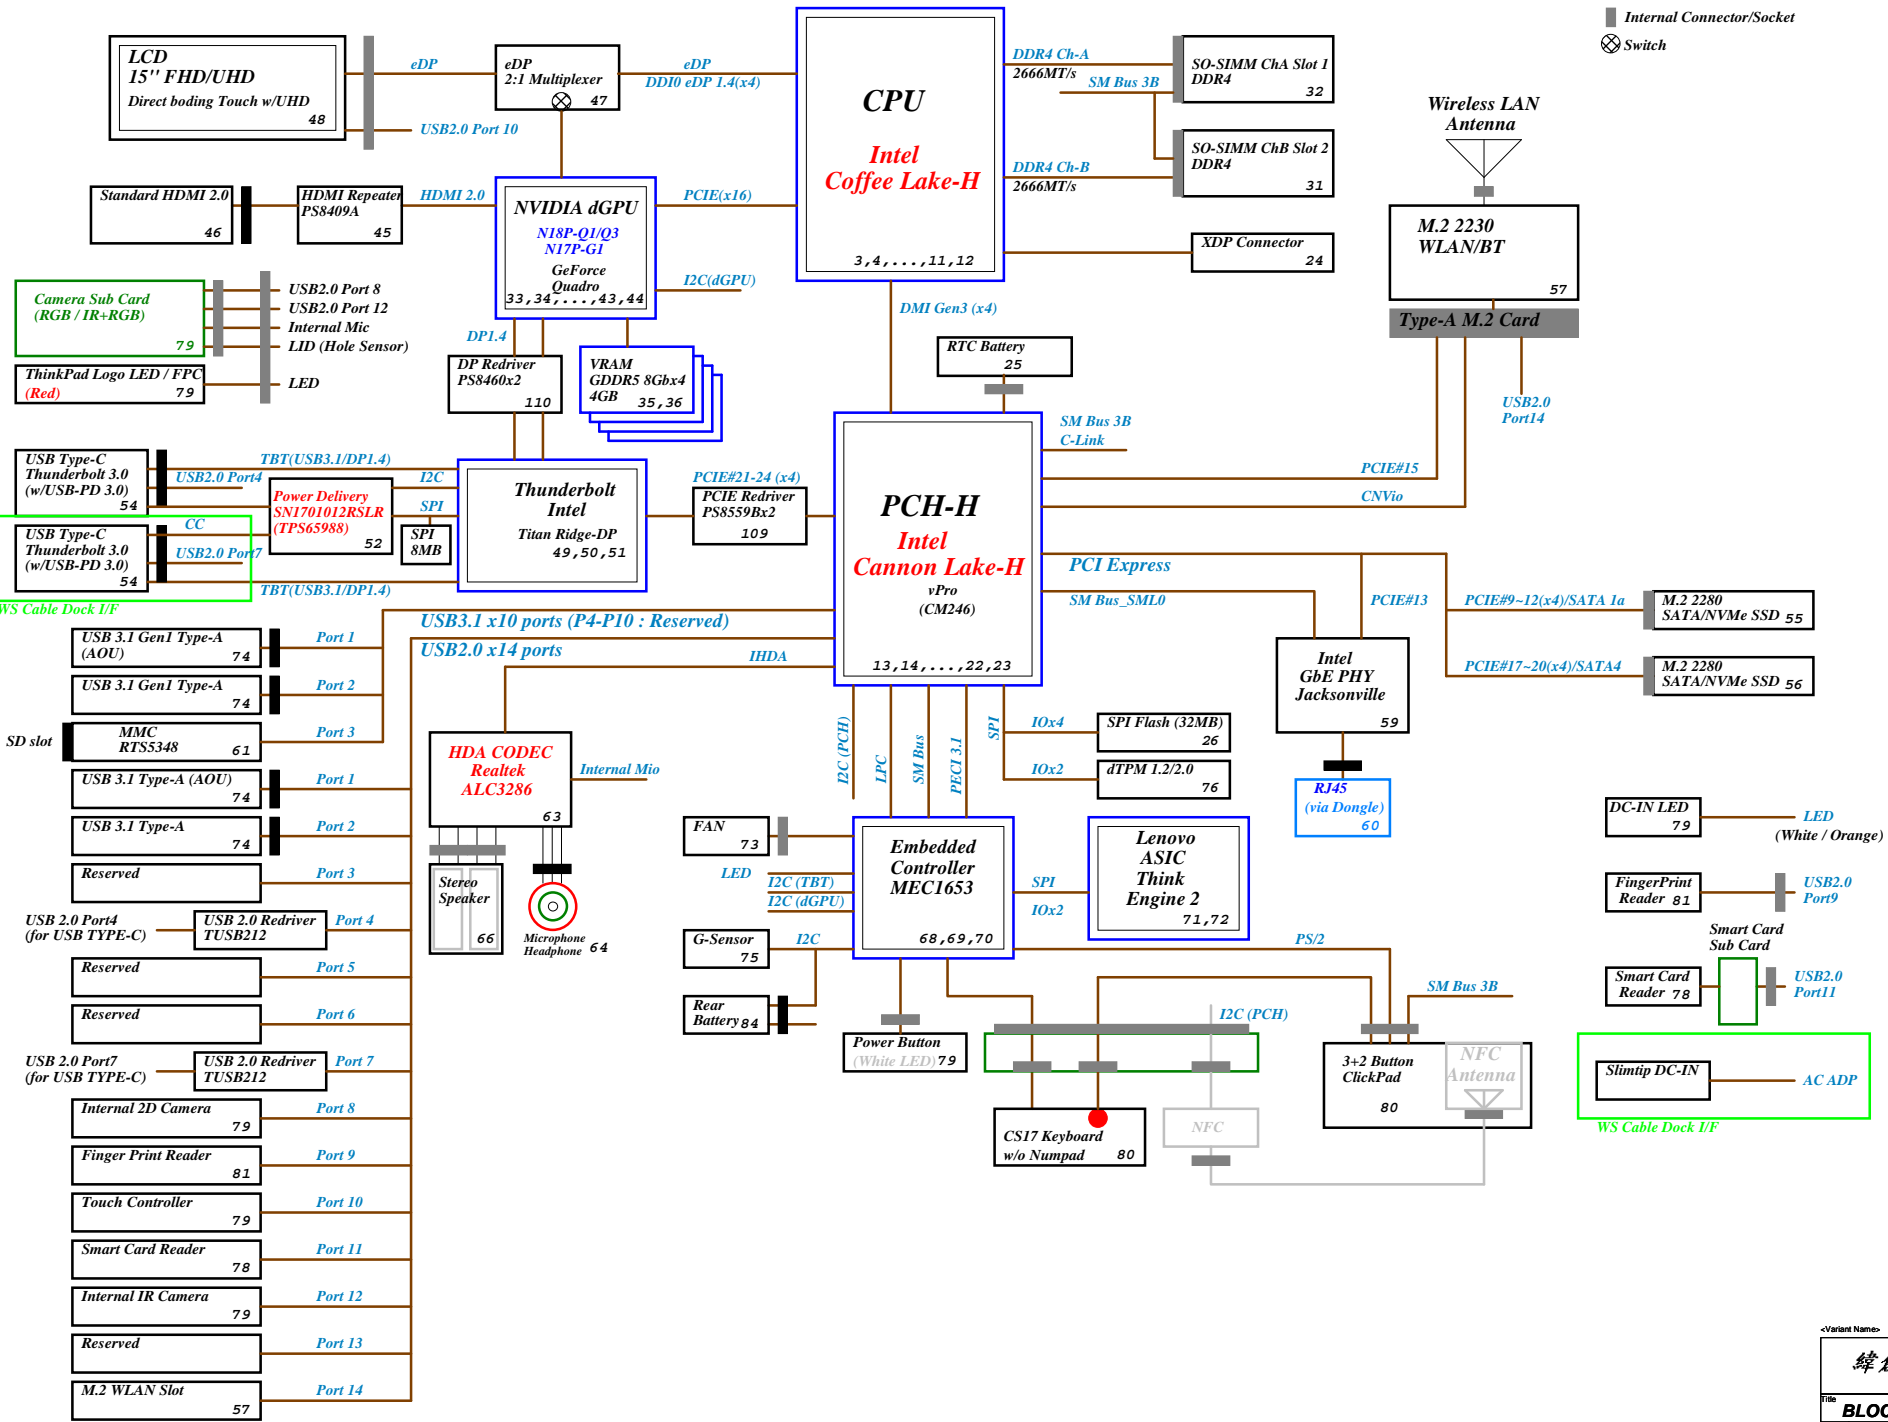 Internal Connector/Socket
Switch
LCD
15" FHD/UHD
Direct boding Touch w/UHD
48
eDP
USB2.0 Port 10
eDP
2:1 Multiplexer
47
eDP
DDI0 eDP 1.4(x4)
CPU
Intel
Coffee Lake-H
3,4,...,11,12
DDR4 Ch-A
2666MT/s
SM Bus 3B
DDR4 Ch-B
2666MT/s
SO-SIMM ChA Slot 1
DDR4
32
SO-SIMM ChB Slot 2
DDR4
31
XDP Connector
24
Wireless LAN
Antenna
M.2 2230
WLAN/BT
57
Type-A M.2 Card
USB2.0
Port14
Standard HDMI 2.0
46
HDMI Repeater
PS8409A
45
HDMI 2.0
NVIDIA dGPU
N18P-Q1/Q3
N17P-G1
GeForce
Quadro
33,34,...,43,44
PCIE(x16)
I2C(dGPU)
DMI Gen3 (x4)
Camera Sub Card
(RGB / IR+RGB)
79
USB2.0 Port 8
USB2.0 Port 12
Internal Mic
LID (Hole Sensor)
ThinkPad Logo LED / FPC
(Red)
79
LED
DP1.4
DP Redriver
PS8460x2
110
VRAM
GDDR5 8Gbx4
4GB
35,36
RTC Battery
25
USB Type-C
Thunderbolt 3.0
(w/USB-PD 3.0)
54
TBT(USB3.1/DP1.4)
USB2.0 Port4
I2C
Power Delivery
SN1701012RSLR
(TPS65988)
52
SPI
SPI
8MB
CC
USB Type-C
Thunderbolt 3.0
(w/USB-PD 3.0)
54
USB2.0 Port7
TBT(USB3.1/DP1.4)
WS Cable Dock I/F
Thunderbolt
Intel
Titan Ridge-DP
49,50,51
PCIE#21-24 (x4)
PCIE Redriver
PS8559Bx2
109
PCH-H
Intel
Cannon Lake-H
vPro
(CM246)
13,14,...,22,23
SM Bus 3B
C-Link
PCIE#15
CNVio
PCI Express
SM Bus_SML0
PCIE#13
PCIE#9~12(x4)/SATA 1a
M.2 2280
SATA/NVMe SSD 55
PCIE#17~20(x4)/SATA4
M.2 2280
SATA/NVMe SSD 56
Intel
GbE PHY
Jacksonville
59
RJ45
(via Dongle)
60
USB3.1 x10 ports (P4-P10 : Reserved)
USB2.0 x14 ports
IHDA
USB 3.1 Gen1 Type-A
(AOU)
74
Port 1
USB 3.1 Gen1 Type-A
74
Port 2
SD slot
MMC
RTS5348
61
Port 3
USB 3.1 Type-A (AOU)
74
Port 1
USB 3.1 Type-A
74
Port 2
Reserved
Port 3
USB 2.0 Port4
(for USB TYPE-C)
USB 2.0 Redriver
TUSB212
Port 4
Reserved
Port 5
Reserved
Port 6
USB 2.0 Port7
(for USB TYPE-C)
USB 2.0 Redriver
TUSB212
Port 7
Internal 2D Camera
79
Port 8
Finger Print Reader
81
Port 9
Touch Controller
79
Port 10
Smart Card Reader
78
Port 11
Internal IR Camera
79
Port 12
Reserved
Port 13
M.2 WLAN Slot
57
Port 14
HDA CODEC
Realtek
ALC3286
63
Internal Mio
Stereo
Speaker
66
Microphone
Headphone
64
I2C (PCH)
LPC
SM Bus
PECI 3.1
SPI
IOx4
SPI Flash (32MB)
26
IOx2
dTPM 1.2/2.0
76
FAN
73
LED
I2C (TBT)
I2C (dGPU)
G-Sensor
75
I2C
Rear
Battery
84
Embedded
Controller
MEC1653
68,69,70
SPI
IOx2
Lenovo
ASIC
Think
Engine 2
71,72
PS/2
Power Button
(White LED)
79
I2C (PCH)
SM Bus 3B
CS17 Keyboard
w/o Numpad
80
NFC
3+2 Button
ClickPad
80
NFC
Antenna
DC-IN LED
79
LED
(White / Orange)
FingerPrint
Reader 81
USB2.0
Port9
Smart Card
Sub Card
Smart Card
Reader 78
USB2.0
Port11
Slimtip DC-IN
AC ADP
WS Cable Dock I/F
<Variant Name>
緯
Title